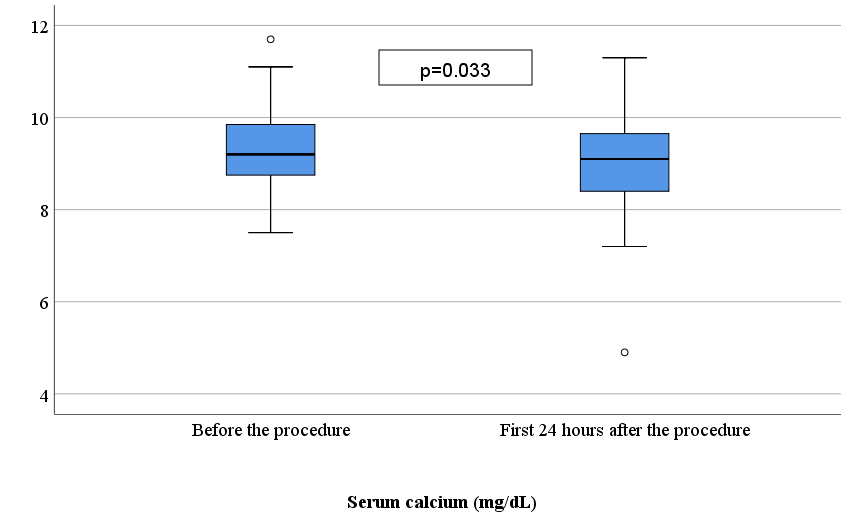 12
p=0.033
10
8
6
4
Before the procedure
First 24 hours after the procedure
Serum calcium (mg/dL)